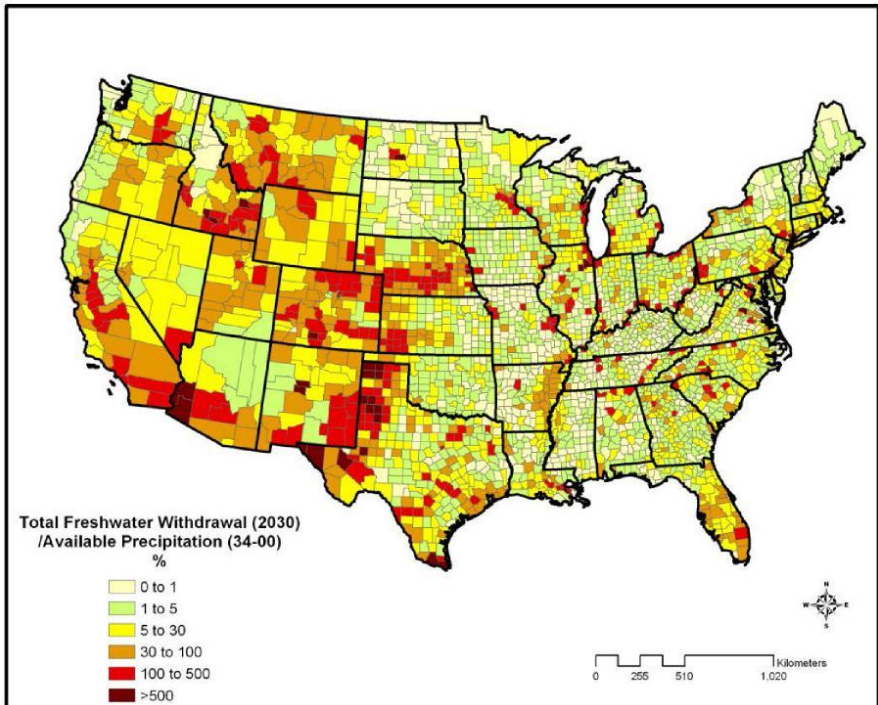 Total Freshwater Withdrawal (2030)
/Available Precipitation (34-00)
%
0 to 1
1 to 5
5 to 30
30 to 100
100 to 500
>500
N
W E
S
Kilometers
0 255 510 1,020